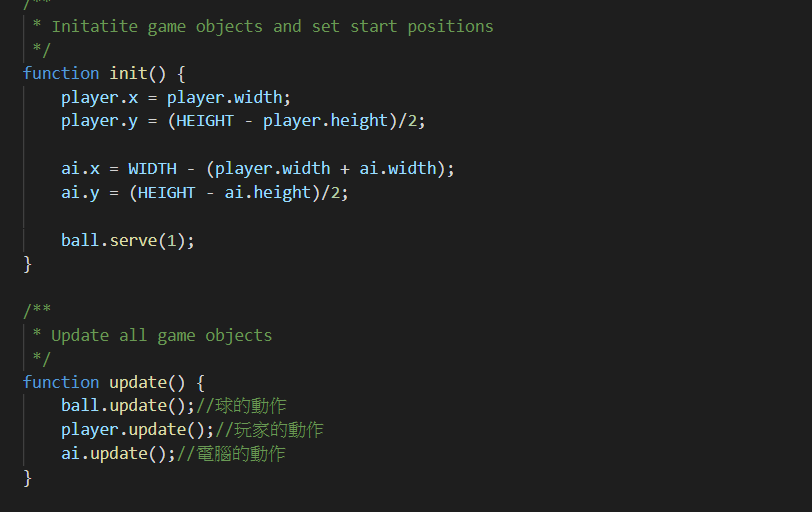 /**
 * Initatite game objects and set start positions
 */
function init() {
    player.x = player.width;
    player.y = (HEIGHT - player.height)/2;

    ai.x = WIDTH - (player.width + ai.width);
    ai.y = (HEIGHT - ai.height)/2;

    ball.serve(1);
}

/**
 * Update all game objects
 */
function update() {
    ball.update();//球的動作
    player.update();//玩家的動作
    ai.update();//電腦的動作
}